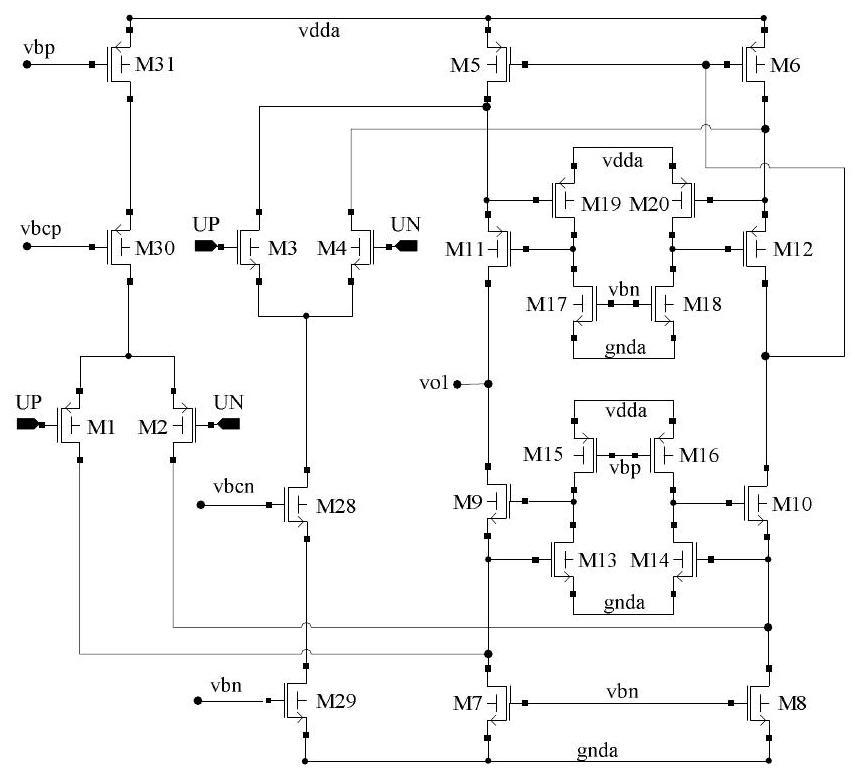 vdda
vbp
M31
M5
M6
vdda
M19 M20
UP
UN
vbcp
M30
M3
M4
M11
M12
vbn
M17
M18
gnda
vol
UP
UN
vdda
M1
M2
M15
M16
vbp
vbcn
M28
M9
M10
M13
M14
gnda
vbn
M29
M7
vbn
M8
gnda